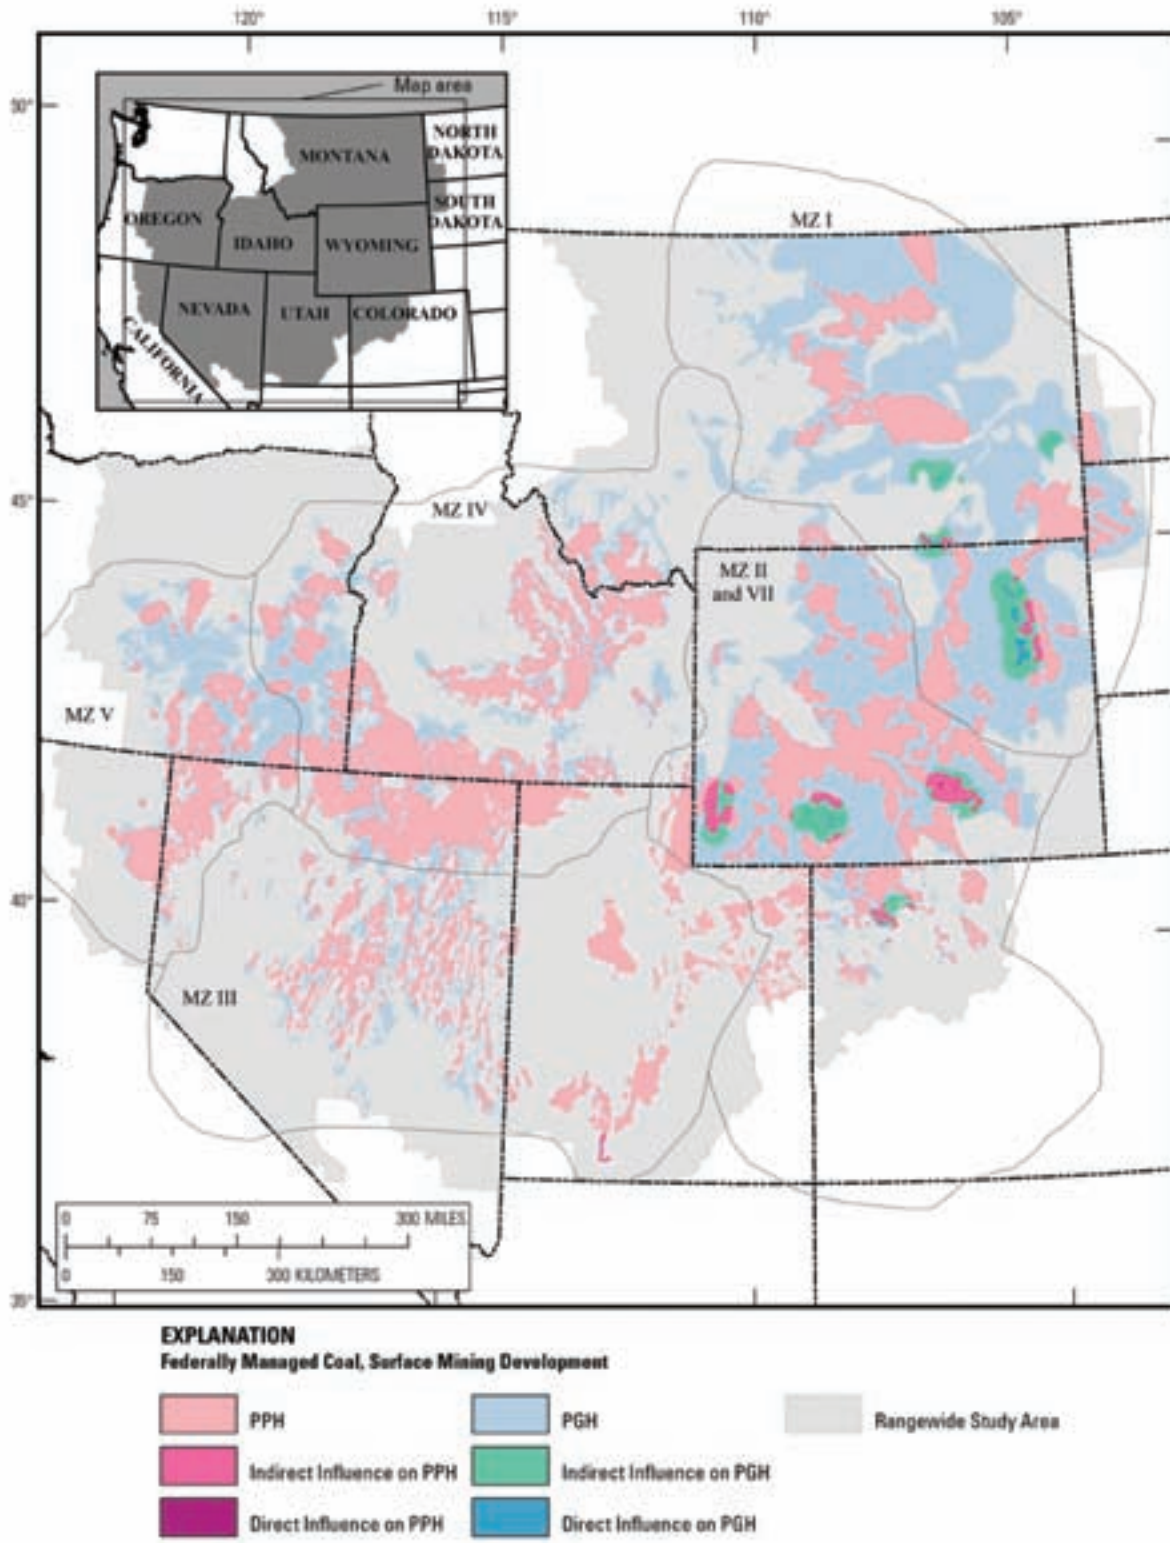 120° 115° 110° 105°
50°
Map area
NORTH
DAKOTA
MONTANA
SOUTH
DAKOTA
OREGON
IDAHO
WYOMING
NEVADA
UTAH
COLORADO
CALIFORNIA
MZ I
45°
MZ IV
MZ II
and VII
MZ V
40°
MZ III
0 75 150 300 MILES
0 150 300 KILOMETERS
35°
EXPLANATION
Federally Managed Coal, Surface Mining Development
PPH PGH Rangewide Study Area
Indirect Influence on PPH Indirect Influence on PGH
Direct Influence on PPH Direct Influence on PGH